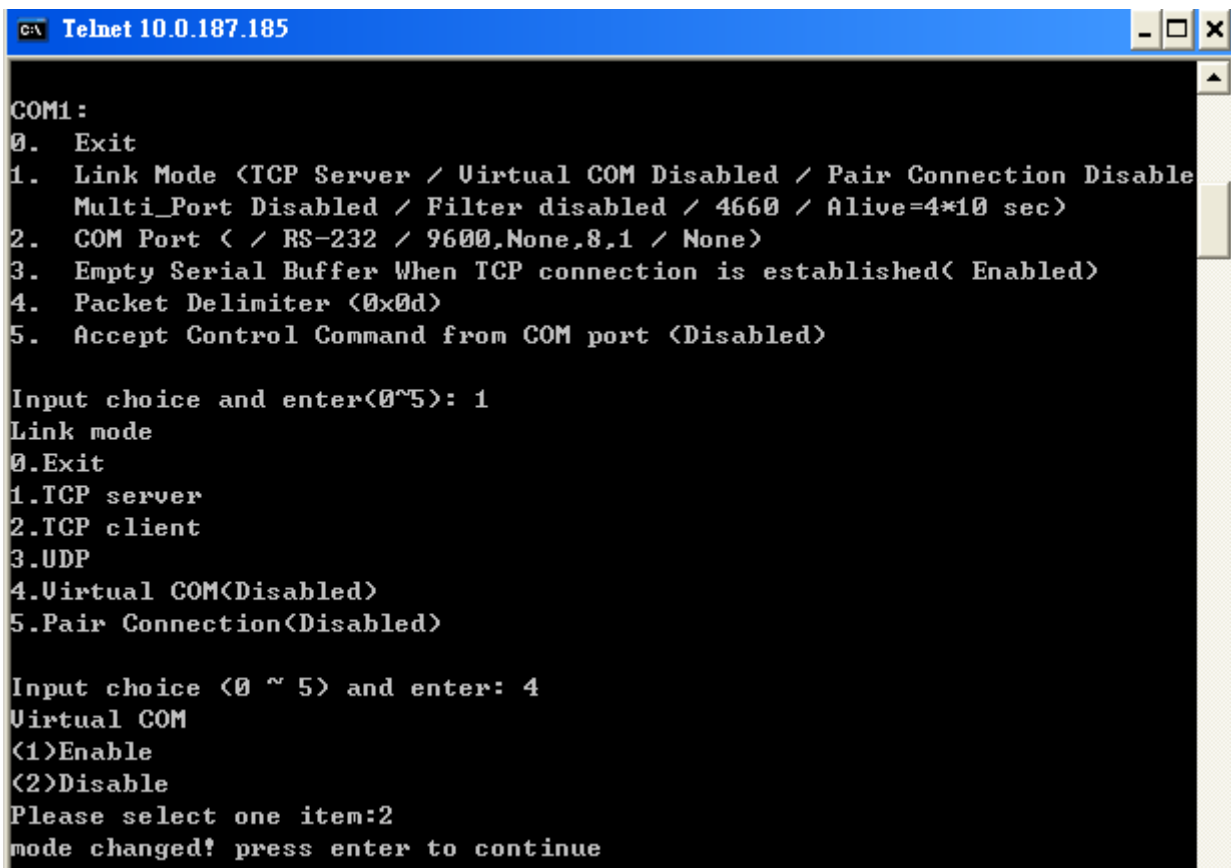 Telnet 10.0.187.185
COM1:
0.  Exit
1.  Link Mode (TCP Server / Virtual COM Disabled / Pair Connection Disable
    Multi_Port Disabled / Filter disabled / 4660 / Alive=4*10 sec)
2.  COM Port ( / RS-232 / 9600,None,8,1 / None)
3.  Empty Serial Buffer When TCP connection is established( Enabled)
4.  Packet Delimiter (0x0d)
5.  Accept Control Command from COM port (Disabled)
Input choice and enter(0~5): 1
Link mode
0.Exit
1.TCP server
2.TCP client
3.UDP
4.Virtual COM(Disabled)
5.Pair Connection(Disabled)
Input choice (0 ~ 5) and enter: 4
Virtual COM
(1)Enable
(2)Disable
Please select one item:2
mode changed! press enter to continue